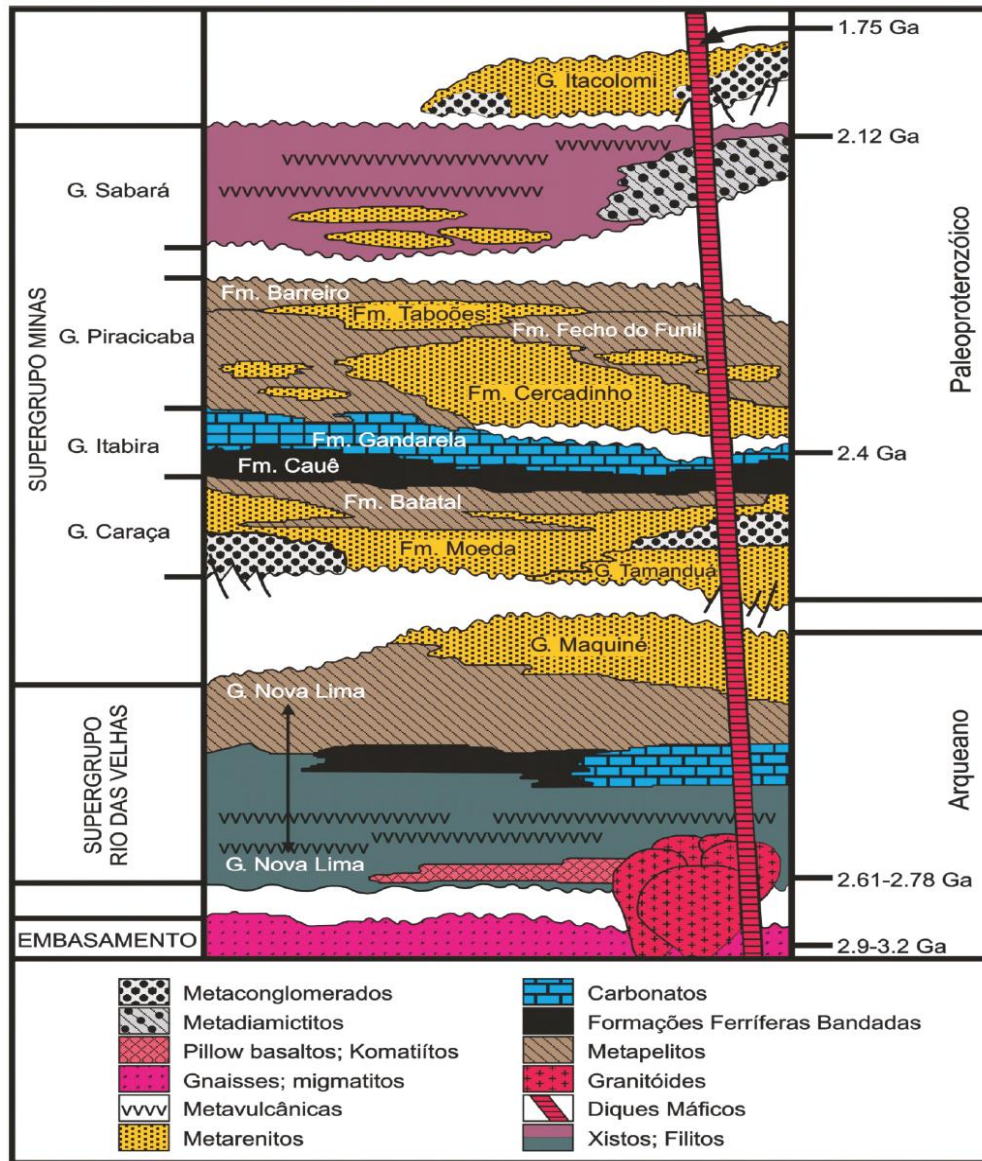 1.75 Ga
G. Itacolomi
2.12 Ga
G. Sabará
SUPERGRUPO MINAS
Paleoproterozóico
Fm. Barreiro
Fm. Taboões
G. Piracicaba
Fm. Fecho do Funil
Fm. Cercadinho
G. Itabira
Fm. Gandarela
2.4 Ga
Fm. Cauê
Fm. Batatal
G. Caraça
Fm. Moeda
G. Tamanduá
G. Maquiné
G. Nova Lima
SUPERGRUPO
RIO DAS VELHAS
Arqueano
G. Nova Lima
2.61-2.78 Ga
EMBASAMENTO
2.9-3.2 Ga
Metaconglomerados
Metadiamictitos
Pillow basaltos; Komatiítos
Gnaisses; migmatitos
Metavulcânicas
Metarenitos
Carbonatos
Formações Ferríferas Bandadas
Metapelitos
Granitóides
Diques Máficos
Xistos; Filitos